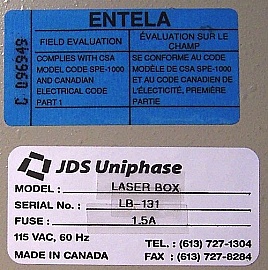 ENTELA
FIELD EVALUATION
ÉVALUATION SUR LE
CHAMP
COMPLIES WITH CSA
MODEL CODE SPE-1000
AND CANADIAN
ELECTRICAL CODE
PART 1
SE CONFORME AU CODE
MODÈLE DE CSA SPE-1000
ET AU CODE CANADIEN DE
L'ÉLECTICITÉ, PREMIÈRE
PARTIE
C 096949
JDS Uniphase
MODEL : LASER BOX
SERIAL No. : LB-131
FUSE : 1.5A
115 VAC, 60 Hz
TEL. : (613) 727-1304
MADE IN CANADA FAX : (613) 727-8284